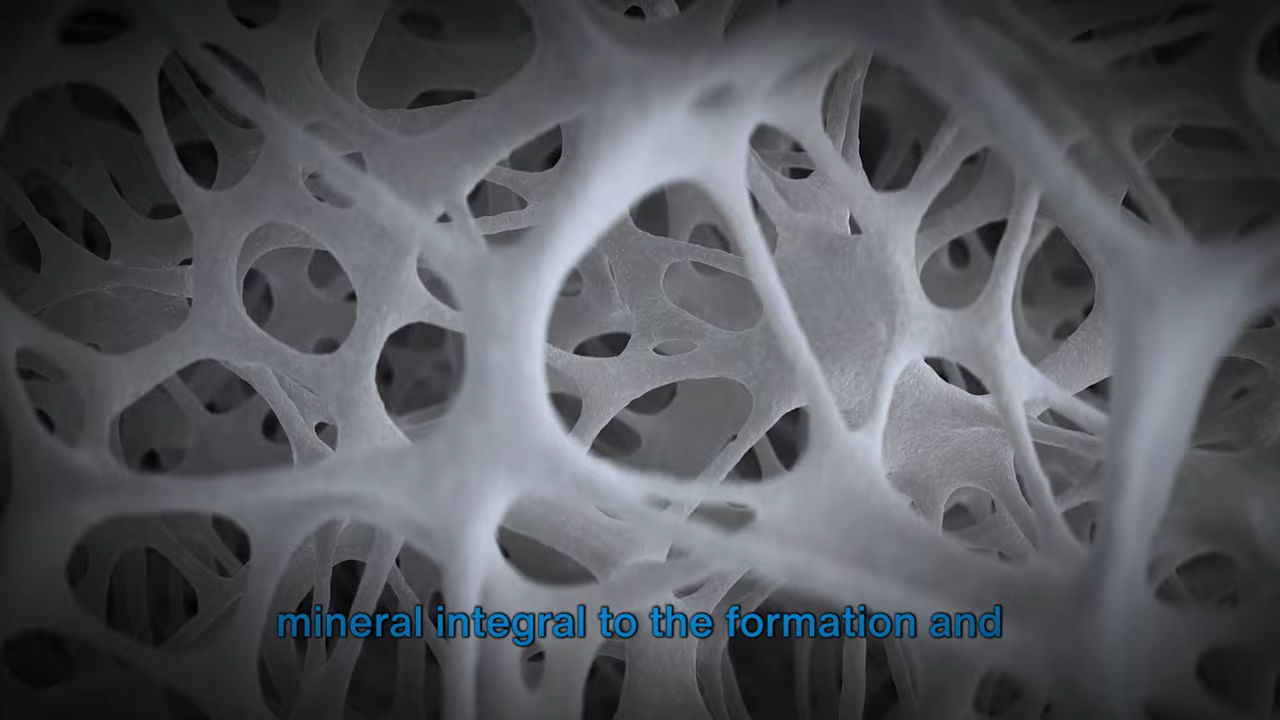 mineral integral to the formation and